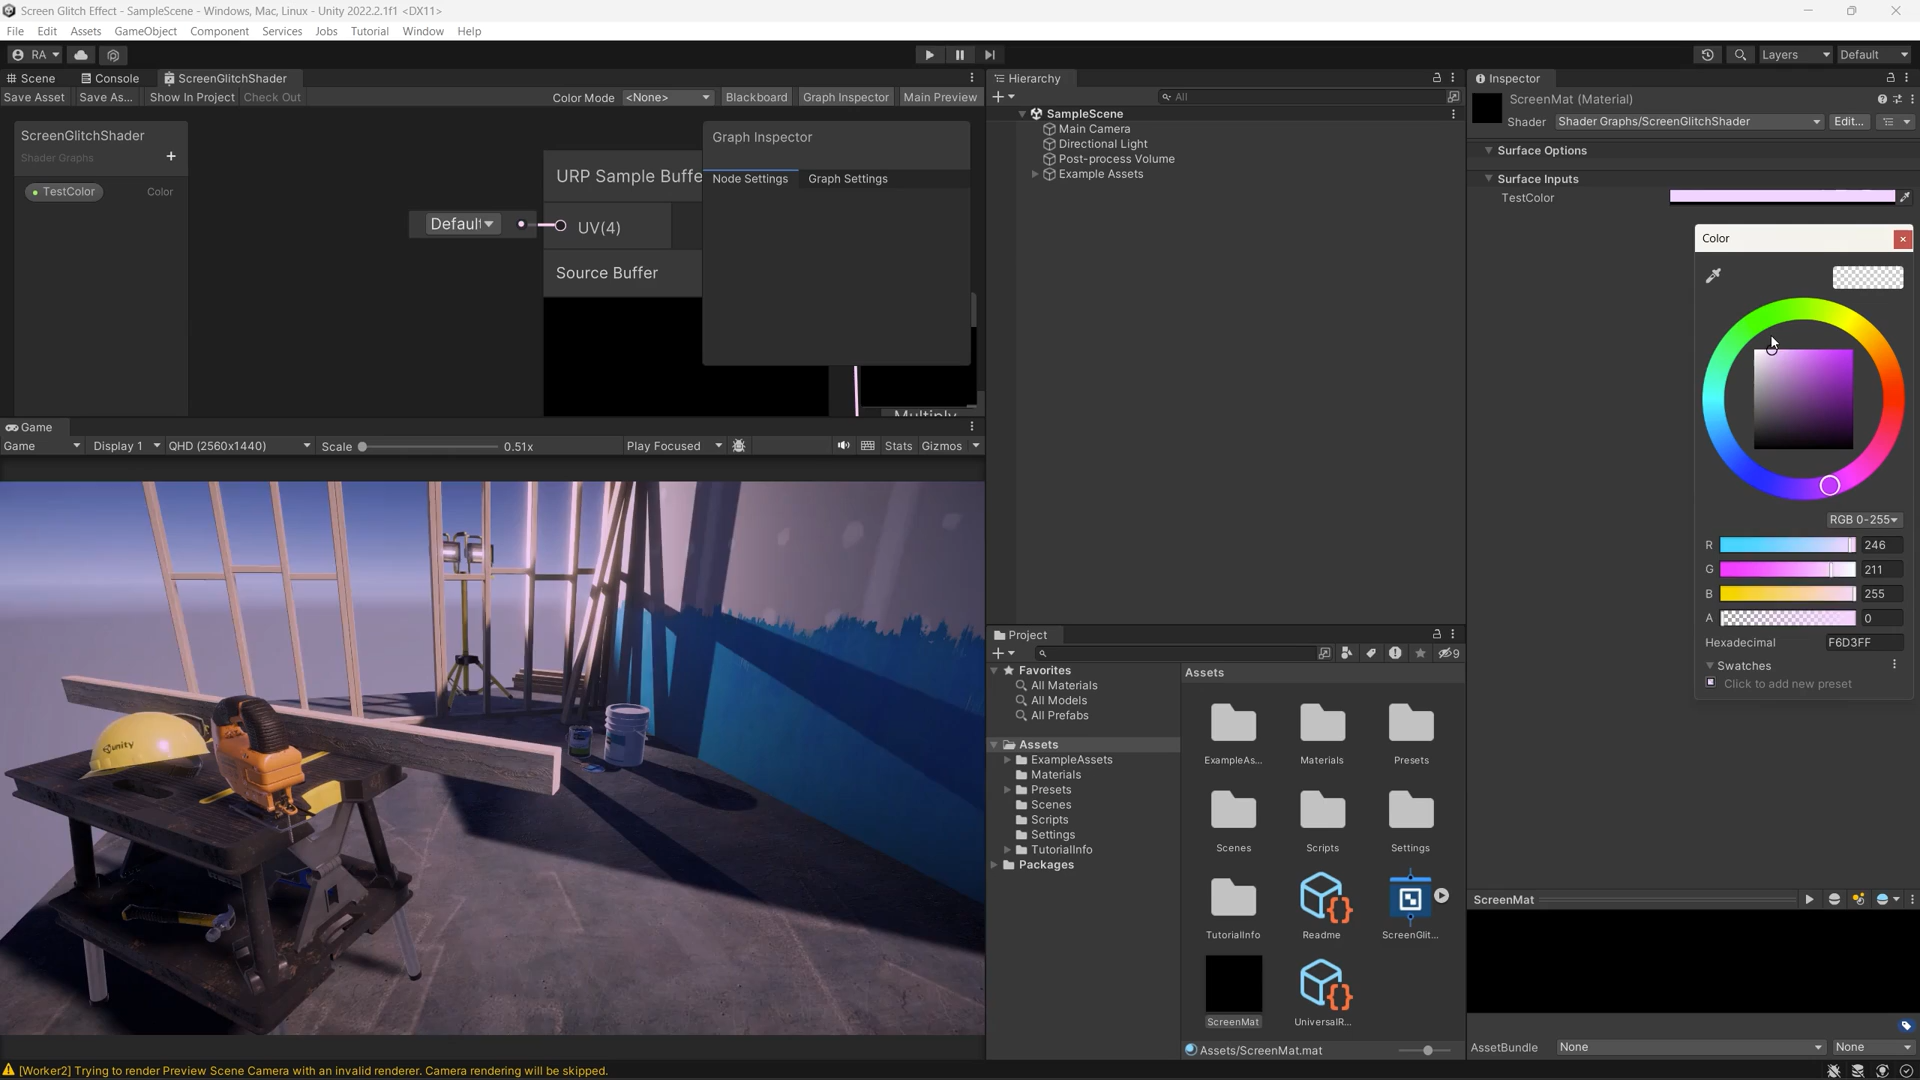 Screen Glitch Effect - SampleScene - Windows, Mac, Linux - Unity 2022.2.1f1 <DX11>
File Edit Assets GameObject Component Services Jobs Tutorial Window Help
RA Layers Default
Scene Console ScreenGlitchShader
Save Asset Save As... Show In Project Check Out Color Mode <None> Blackboard Graph Inspector Main Preview
ScreenGlitchShader
Shader Graphs
+
TestColor Color
URP Sample Buffe
Default
UV(4)
Source Buffer
Graph Inspector
Node Settings Graph Settings
Multiply
Game
Game Display 1 QHD (2560x1440) Scale 0.51x Play Focused Stats Gizmos
unity
Hierarchy
All
SampleScene
Main Camera
Directional Light
Post-process Volume
Example Assets
Project
9
Favorites
All Materials
All Models
All Prefabs
Assets
ExampleAssets
Materials
Presets
Scenes
Scripts
Settings
TutorialInfo
Packages
Assets
ExampleAs... Materials Presets
Scenes Scripts Settings
TutorialInfo Readme ScreenGlit...
ScreenMat UniversalR...
Assets/ScreenMat.mat
Inspector
ScreenMat (Material)
Shader Shader Graphs/ScreenGlitchShader Edit...
Surface Options
Surface Inputs
TestColor
Color
RGB 0-255
R 246
G 211
B 255
A 0
Hexadecimal F6D3FF
Swatches
Click to add new preset
ScreenMat
AssetBundle None None
[Worker2] Trying to render Preview Scene Camera with an invalid renderer. Camera rendering will be skipped.